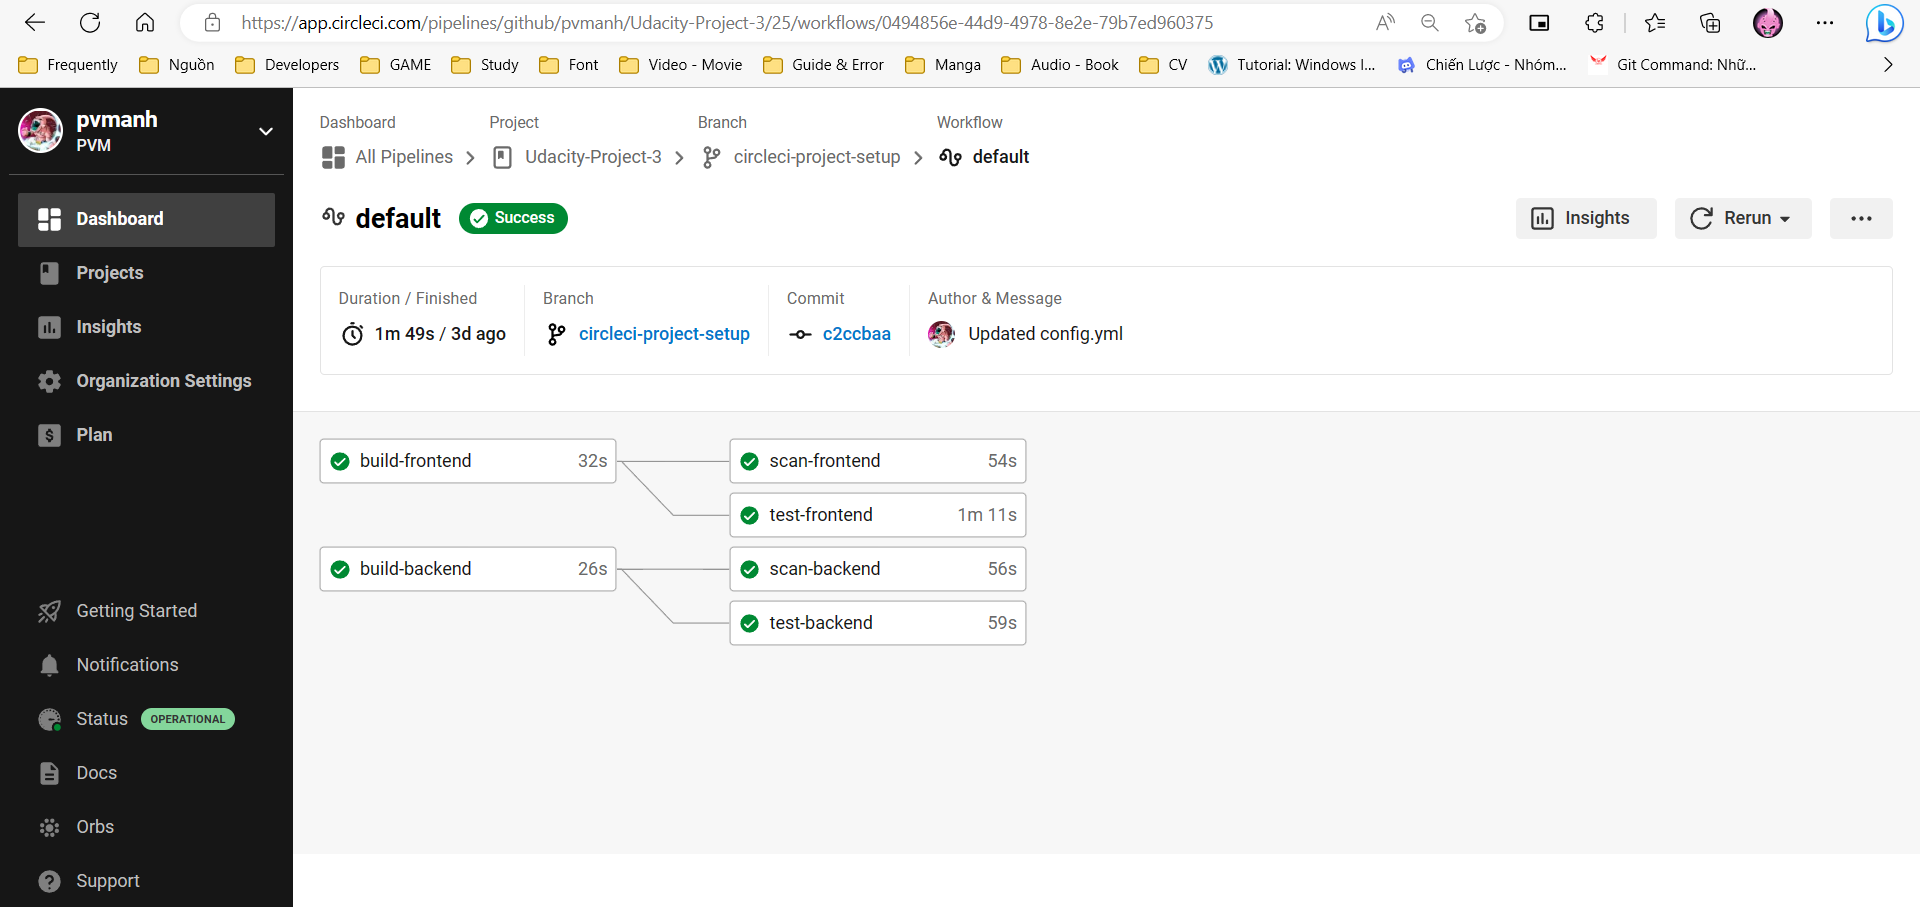 https://app.circleci.com/pipelines/github/pvmanh/Udacity-Project-3/25/workflows/0494856e-44d9-4978-8e2e-79b7ed960375
Frequently Nguồn Developers GAME Study Font Video - Movie Guide & Error Manga Audio - Book CV Tutorial: Windows I... Chiến Lược - Nhóm... Git Command: Nhữ...
pvmanh
PVM
Dashboard
Projects
Insights
Organization Settings
Plan
Getting Started
Notifications
Status OPERATIONAL
Docs
Orbs
Support
Dashboard Project Branch Workflow
All Pipelines Udacity-Project-3 circleci-project-setup default
default Success
Insights Rerun
Duration / Finished Branch Commit Author & Message
1m 49s / 3d ago circleci-project-setup c2ccbaa Updated config.yml
build-frontend 32s scan-frontend 54s
test-frontend 1m 11s
build-backend 26s scan-backend 56s
test-backend 59s